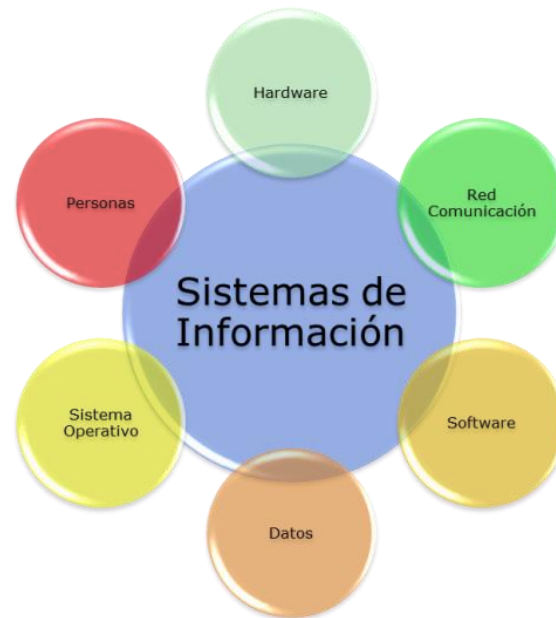 Hardware
Personas
Red
Comunicación
Sistemas de
Información
Sistema
Operativo
Software
Datos